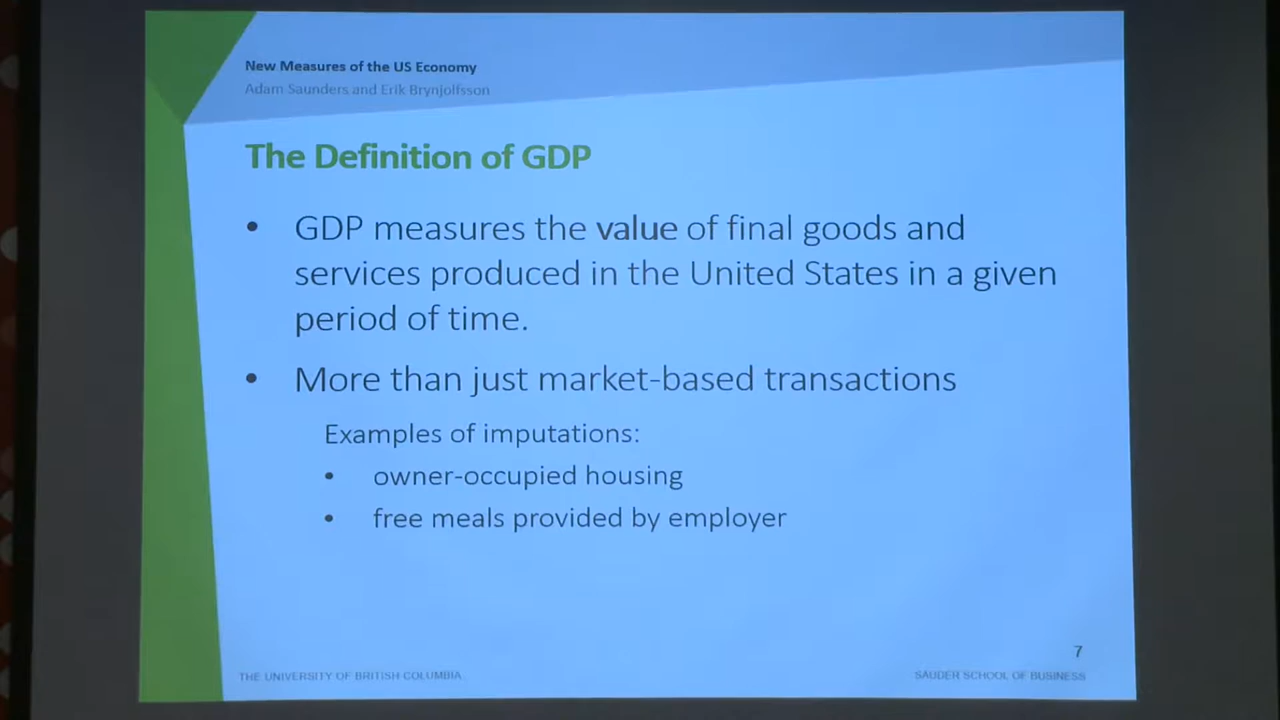 New Measures of the US Economy
Adam Saunders and Erik Brynjolfsson
The Definition of GDP
• GDP measures the value of final goods and
services produced in the United States in a given
period of time.
• More than just market-based transactions
Examples of imputations:
• owner-occupied housing
• free meals provided by employer
7
THE UNIVERSITY OF BRITISH COLUMBIA
SAUDER SCHOOL OF BUSINESS